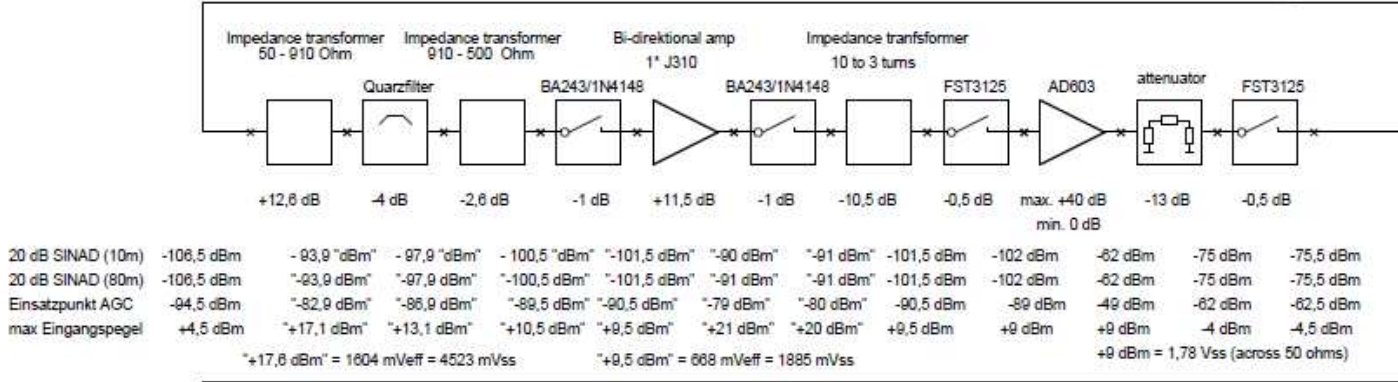 Impedance transformer Impedance transformer Bi-direktional amp Impedance tranfsformer
50 - 910 Ohm 910 - 500 Ohm 1* J310 10 to 3 turns
Quarzfilter BA243/1N4148 BA243/1N4148 FST3125 AD603 attenuator FST3125
+12,6 dB -4 dB -2,6 dB -1 dB +11,5 dB -1 dB -10,5 dB -0,5 dB max. +40 dB -13 dB -0,5 dB
min. 0 dB
20 dB SINAD (10m) -106,5 dBm - 93,9 "dBm" - 97,9 "dBm" - 100,5 "dBm" "-101,5 dBm" "-90 dBm" "-91 dBm" -101,5 dBm -102 dBm -62 dBm -75 dBm -75,5 dBm
20 dB SINAD (80m) -106,5 dBm "-93,9 dBm" "-97,9 dBm" "-100,5 dBm" "-101,5 dBm" "-91 dBm" "-91 dBm" -101,5 dBm -102 dBm -62 dBm -75 dBm -75,5 dBm
Einsatzpunkt AGC -94,5 dBm "-82,9 dBm" "-86,9 dBm" "-89,5 dBm" "-90,5 dBm" "-79 dBm" "-80 dBm" -90,5 dBm -89 dBm -49 dBm -62 dBm -62,5 dBm
max Eingangspegel +4,5 dBm "+17,1 dBm" "+13,1 dBm" "+10,5 dBm" "+9,5 dBm" "+21 dBm" "+20 dBm" +9,5 dBm +9 dBm +9 dBm -4 dBm -4,5 dBm
"+17,6 dBm" = 1604 mVeff = 4523 mVss "+9,5 dBm" = 668 mVeff = 1885 mVss +9 dBm = 1,78 Vss (across 50 ohms)